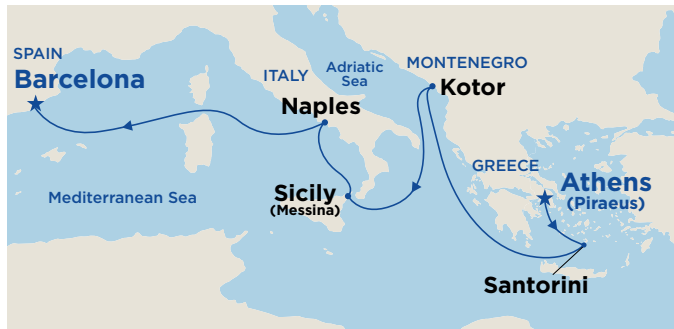 SPAIN
Barcelona
ITALY
Adriatic
Sea
MONTENEGRO
Kotor
Naples
GREECE
Athens
(Piraeus)
Mediterranean Sea
Sicily
(Messina)
Santorini